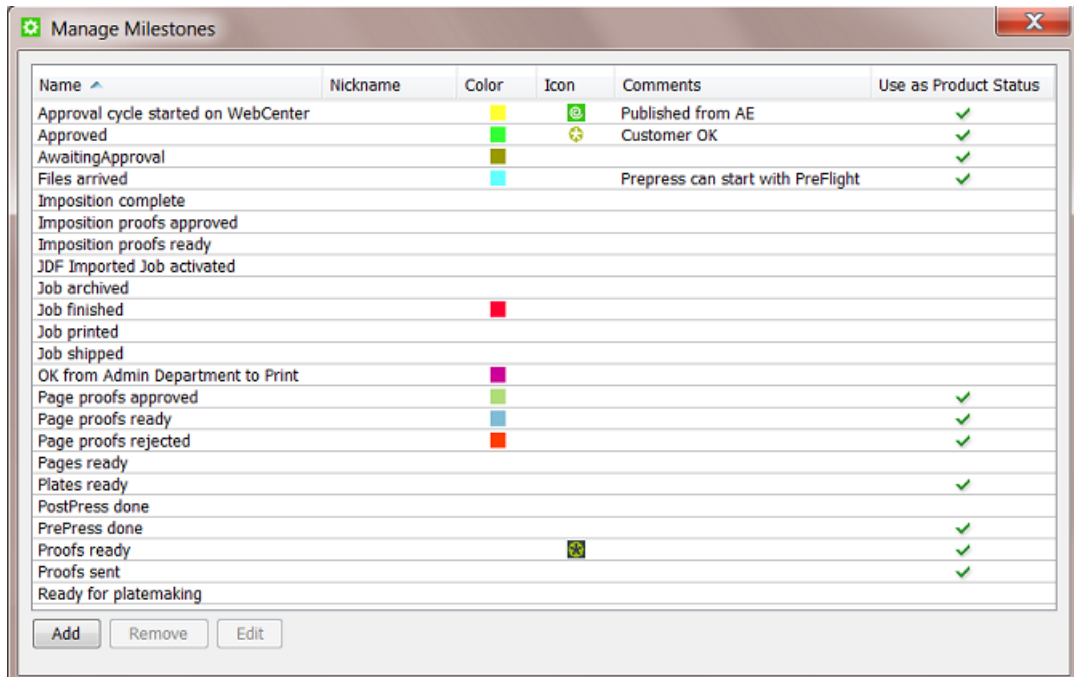 Manage Milestones
Name Nickname Color Icon Comments Use as Product Status
Approval cycle started on WebCenter Published from AE
Approved Customer OK
AwaitingApproval
Files arrived Prepress can start with PreFlight
Imposition complete
Imposition proofs approved
Imposition proofs ready
JDF Imported Job activated
Job archived
Job finished
Job printed
Job shipped
OK from Admin Department to Print
Page proofs approved
Page proofs ready
Page proofs rejected
Pages ready
Plates ready
PostPress done
PrePress done
Proofs ready
Proofs sent
Ready for platemaking
Add Remove Edit